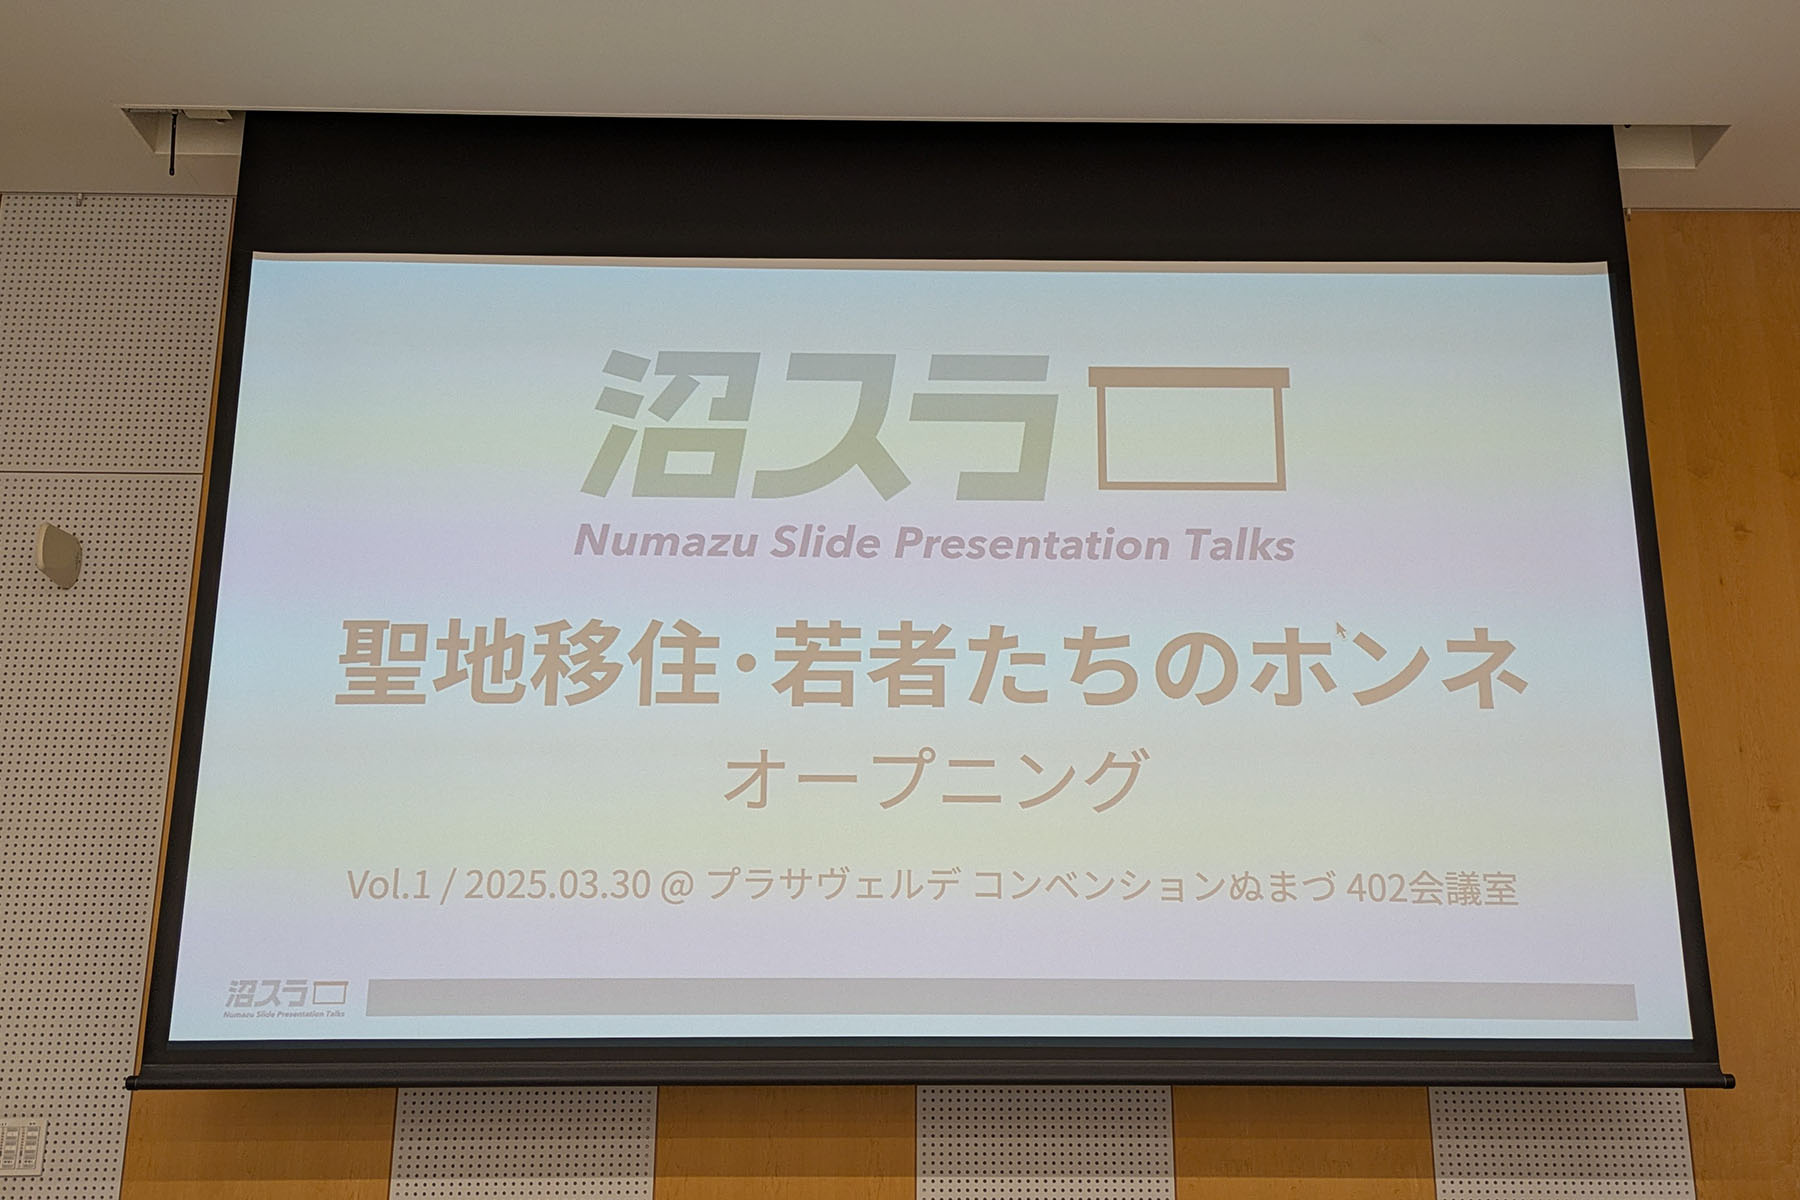 沼スラ
Numazu Slide Presentation Talks
聖地移住・若者たちのホンネ
オープニング
Vol.1 / 2025.03.30 @ プラサヴェルデ コンベンションぬまづ 402会議室
沼スラ
Numazu Slide Presentation Talks